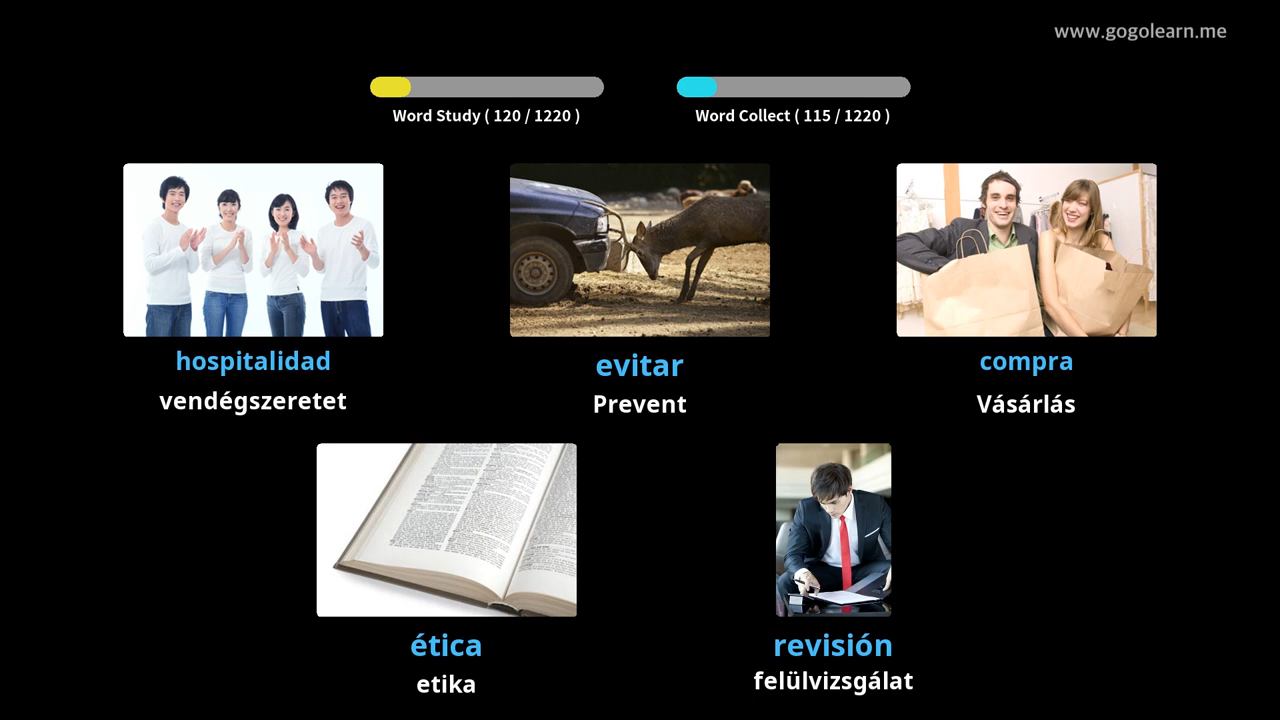 www.gogolearn.me
Word Study ( 120 / 1220 )
Word Collect ( 115 / 1220 )
hospitalidad
vendégszeretet
evitar
Prevent
compra
Vásárlás
ética
etika
revisión
felülvizsgálat